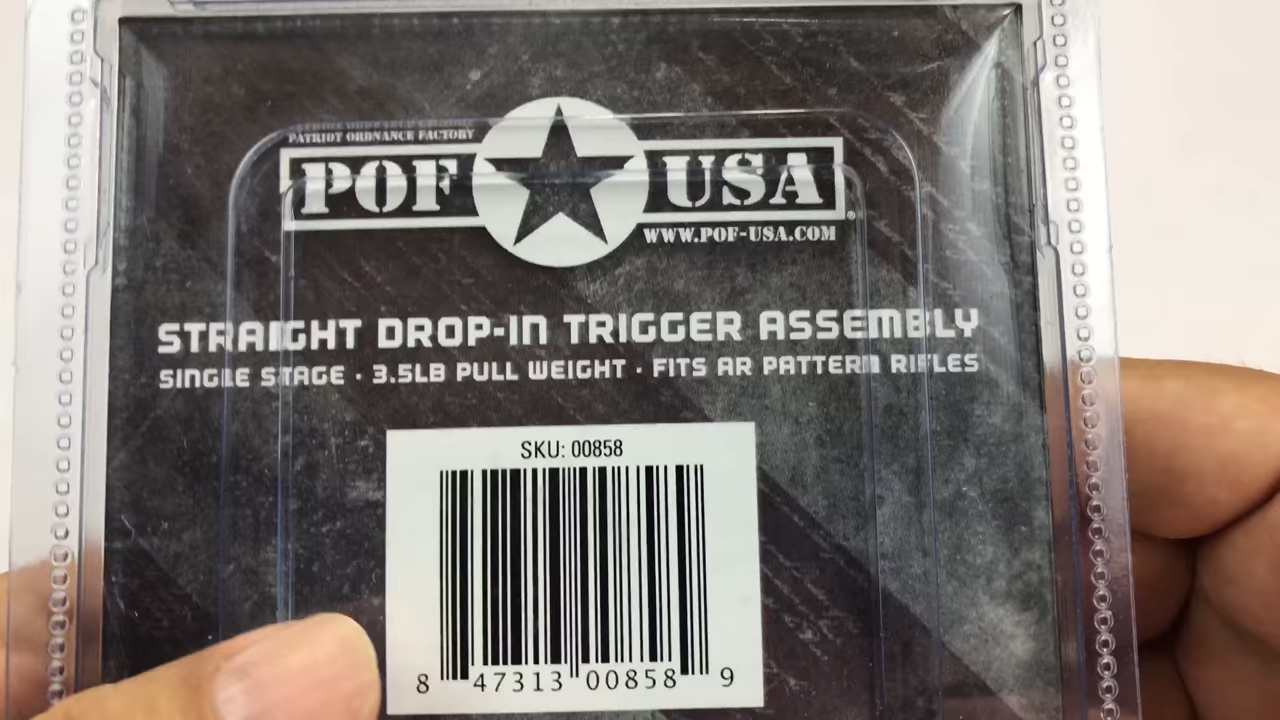 PATRIOT ORDNANCE FACTORY
POF USA
WWW.POF-USA.COM
STRAIGHT DROP-IN TRIGGER ASSEMBLY
SINGLE STAGE · 3.5LB PULL WEIGHT · FITS AR PATTERN RIFLES
SKU: 00858
8 47313 00858 9